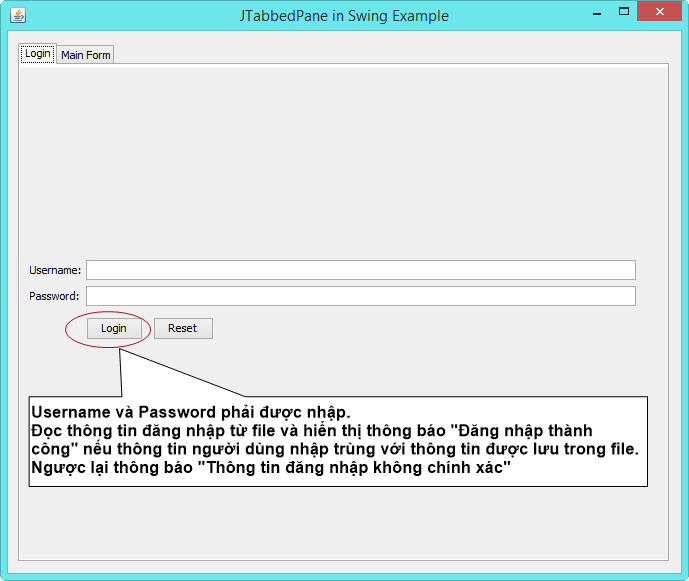 JTabbedPane in Swing Example
Login Main Form
Username:
Password:
Login Reset
Username và Password phải được nhập.
Đọc thông tin đăng nhập từ file và hiển thị thông báo "Đăng nhập thành
công" nếu thông tin người dùng nhập trùng với thông tin được lưu trong file.
Ngược lại thông báo "Thông tin đăng nhập không chính xác"